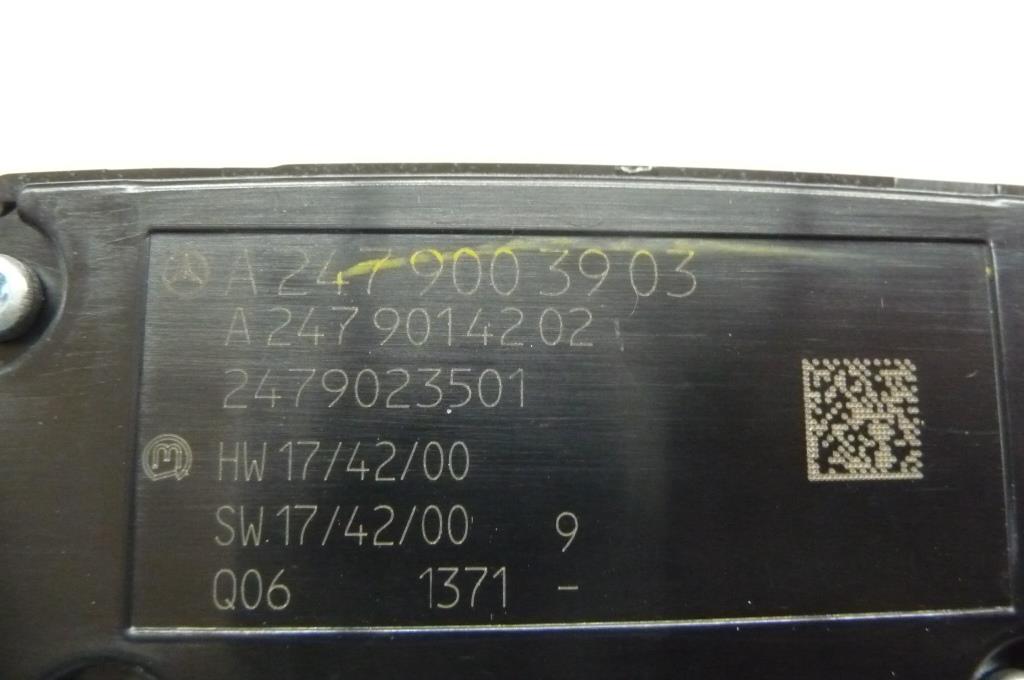 A 247 900 39 03
A 247 901 42 02
2479023501
HW 17/42/00
SW.17/42/00 9
Q06 1371 -